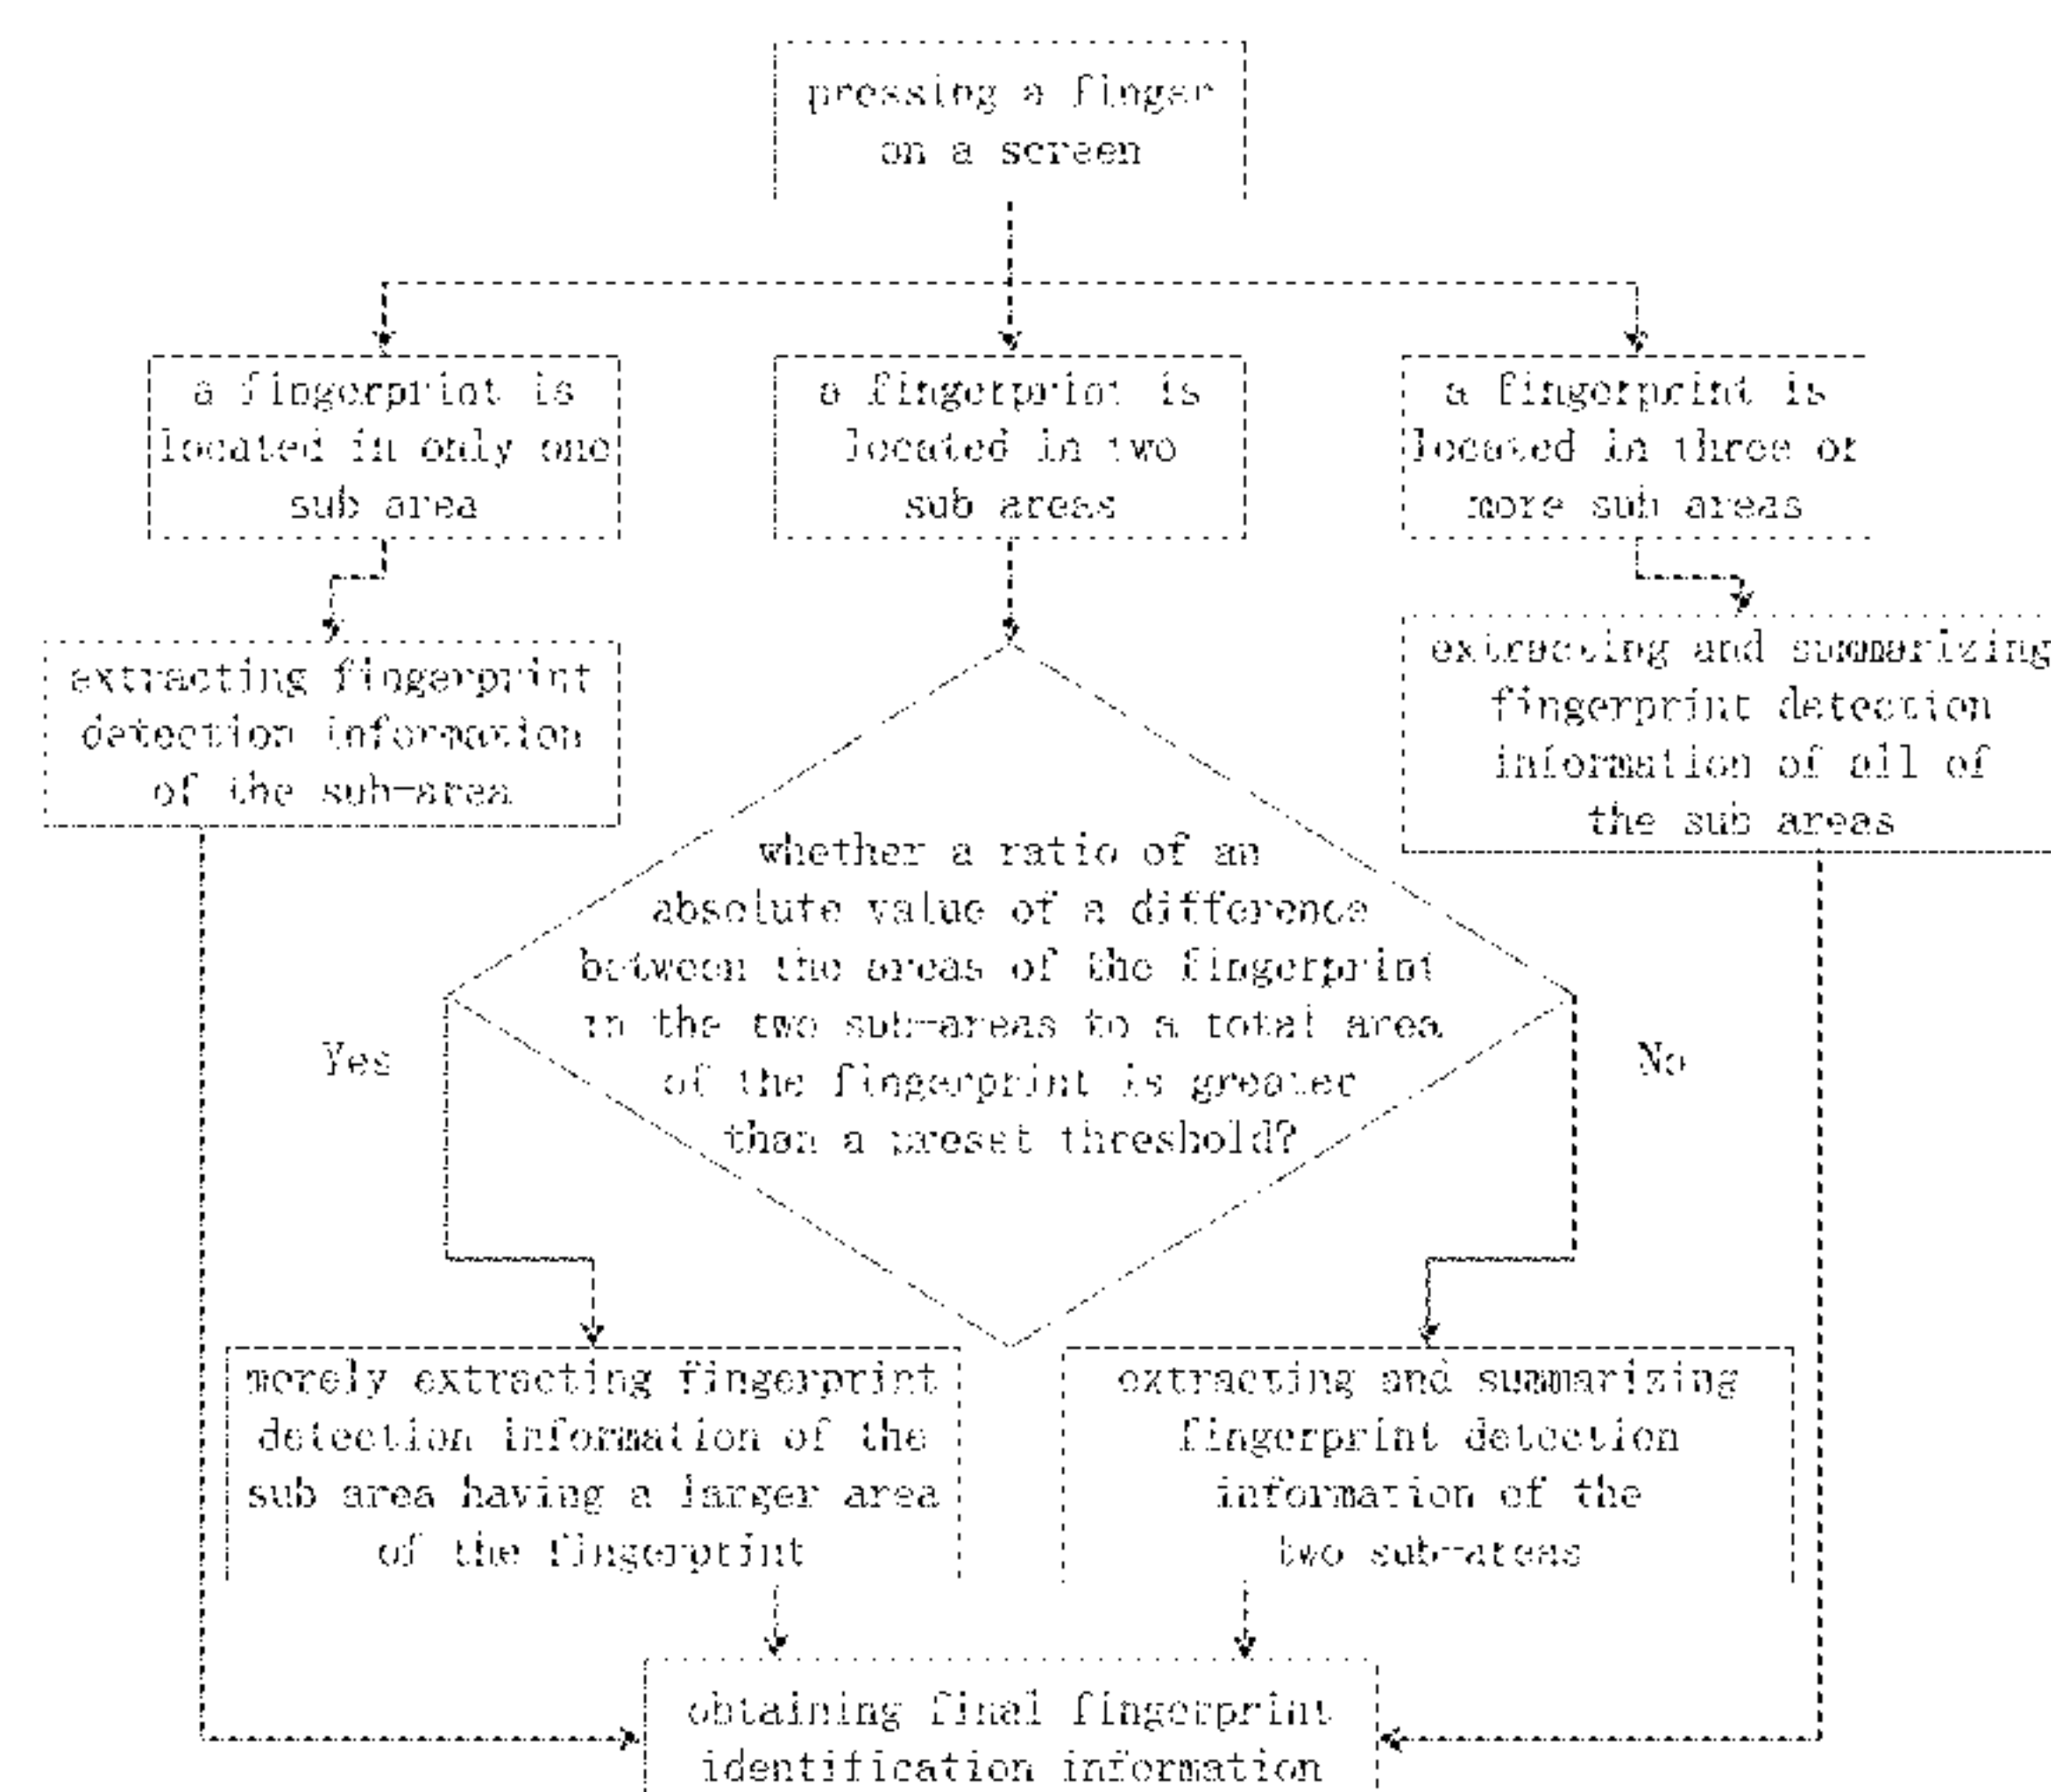 pressing a finger
on a screen
a fingerprint is
located in only one
sub area
a fingerprint is
located in two
sub areas
a fingerprint is
located in three or
more sub areas
extracting fingerprint
detection information
of the sub-area
extracting and summarizing
fingerprint detection
information of all of
the sub areas
whether a ratio of an
absolute value of a difference
between the areas of the fingerprint
in the two sub-areas to a total area
of the fingerprint is greater
than a preset threshold?
Yes
No
merely extracting fingerprint
detection information of the
sub area having a larger area
of the fingerprint
extracting and summarizing
fingerprint detection
information of the
two sub-areas
obtaining final fingerprint
identification information